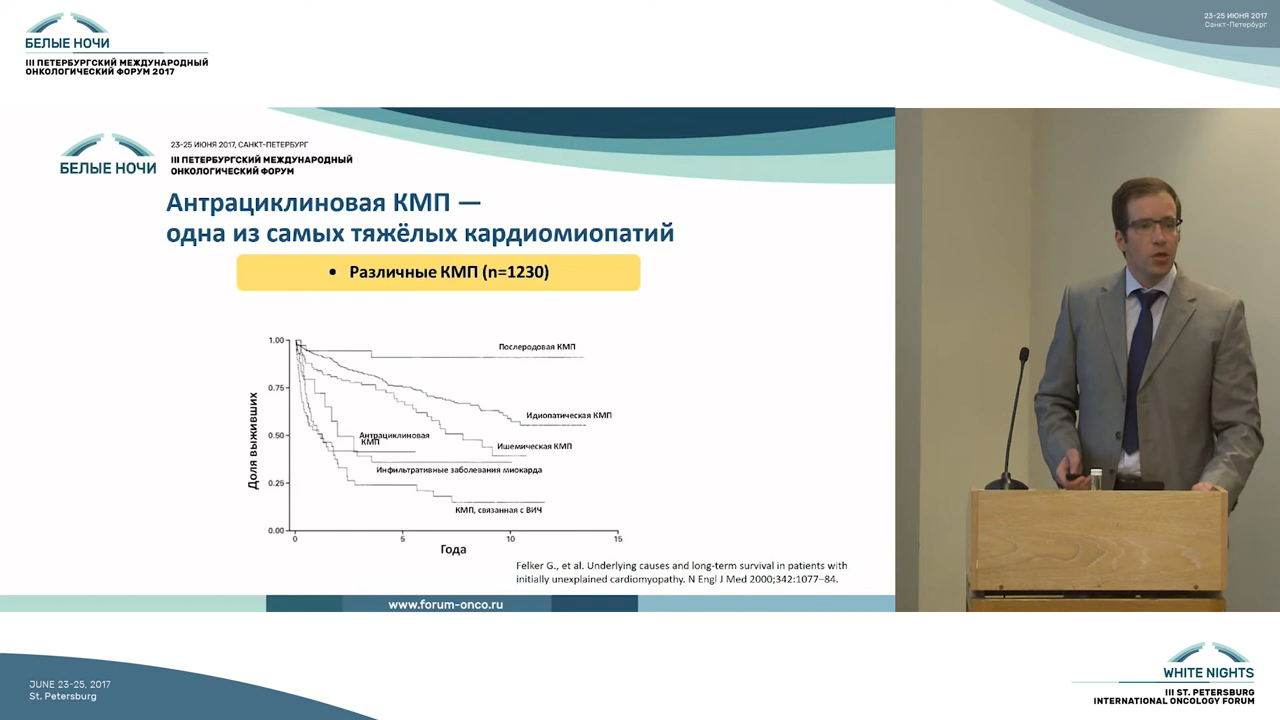 БЕЛЫЕ НОЧИ
III ПЕТЕРБУРГСКИЙ МЕЖДУНАРОДНЫЙ
ОНКОЛОГИЧЕСКИЙ ФОРУМ 2017
23-25 ИЮНЯ 2017
Санкт-Петербург
БЕЛЫЕ НОЧИ
23-25 ИЮНЯ 2017, САНКТ-ПЕТЕРБУРГ
III ПЕТЕРБУРГСКИЙ МЕЖДУНАРОДНЫЙ
ОНКОЛОГИЧЕСКИЙ ФОРУМ
Антрациклиновая КМП —
одна из самых тяжёлых кардиомиопатий
• Различные КМП (n=1230)
Доля выживших
1.00
0.75
0.50
0.25
0.00
Послеродовая КМП
Идиопатическая КМП
Антрациклиновая
КМП
Ишемическая КМП
Инфильтративные заболевания миокарда
КМП, связанная с ВИЧ
0 5 10 15
Года
Felker G., et al. Underlying causes and long-term survival in patients with
initially unexplained cardiomyopathy. N Engl J Med 2000;342:1077–84.
www.forum-onco.ru
JUNE 23-25, 2017
St. Petersburg
WHITE NIGHTS
III ST. PETERSBURG
INTERNATIONAL ONCOLOGY FORUM